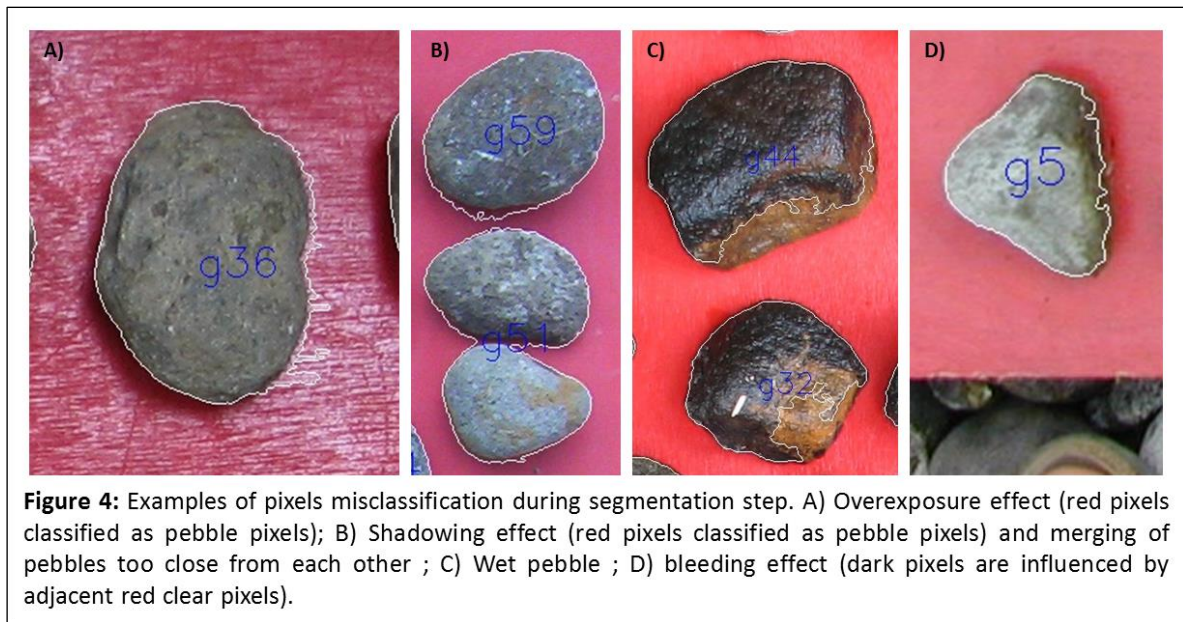 A)
B)
C)
D)
g36
g59
g51
g44
g32
g5
Figure 4: Examples of pixels misclassification during segmentation step. A) Overexposure effect (red pixels
classified as pebble pixels); B) Shadowing effect (red pixels classified as pebble pixels) and merging of
pebbles too close from each other ; C) Wet pebble ; D) bleeding effect (dark pixels are influenced by
adjacent red clear pixels).